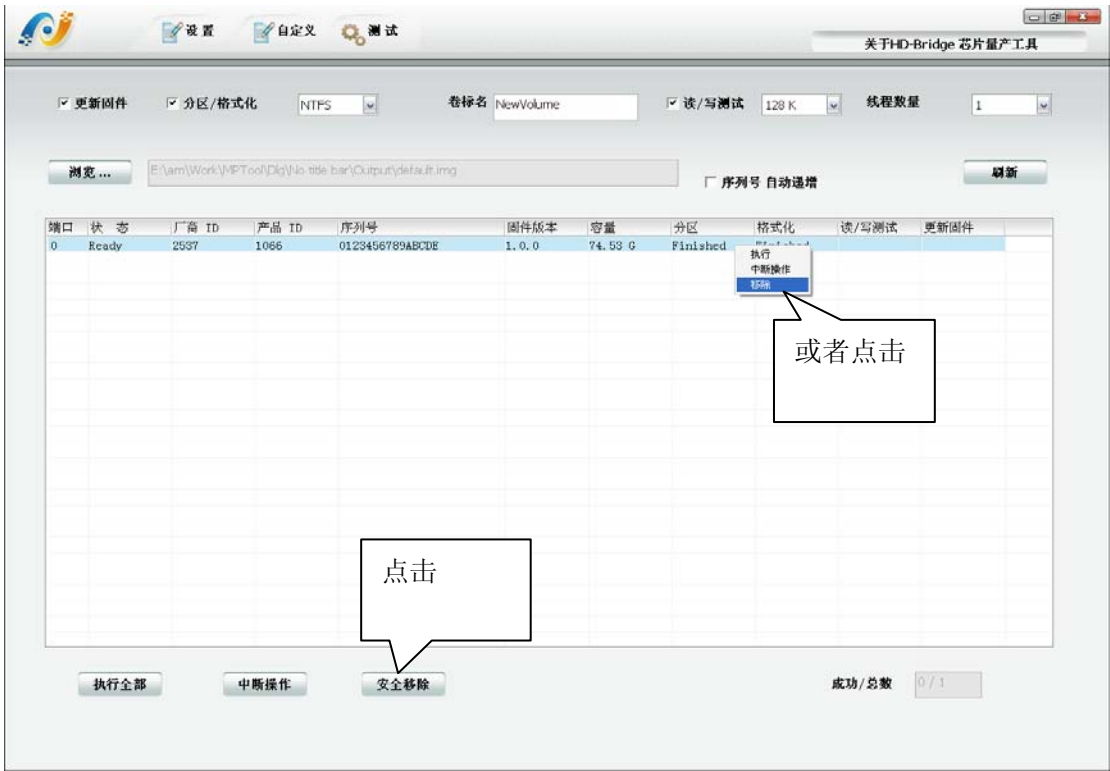 设置 自定义 测试
关于HD-Bridge 芯片量产工具
更新固件 分区/格式化 NTFS 卷标名 NewVolume 读/写测试 128 K 线程数量 1
浏览 ... E:\am\Work\MPTool\Dlg\No title bar\Output\default.img 序列号 自动递增 刷新
端口 状 态 厂商 ID 产品 ID 序列号 固件版本 容量 分区 格式化 读/写测试 更新固件
0 Ready 2537 1066 0123456789ABCDE 1.0.0 74.53 G Finished Finished
执行
中断操作
移除
或者点击
点击
执行全部 中断操作 安全移除 成功/总数 0 / 1